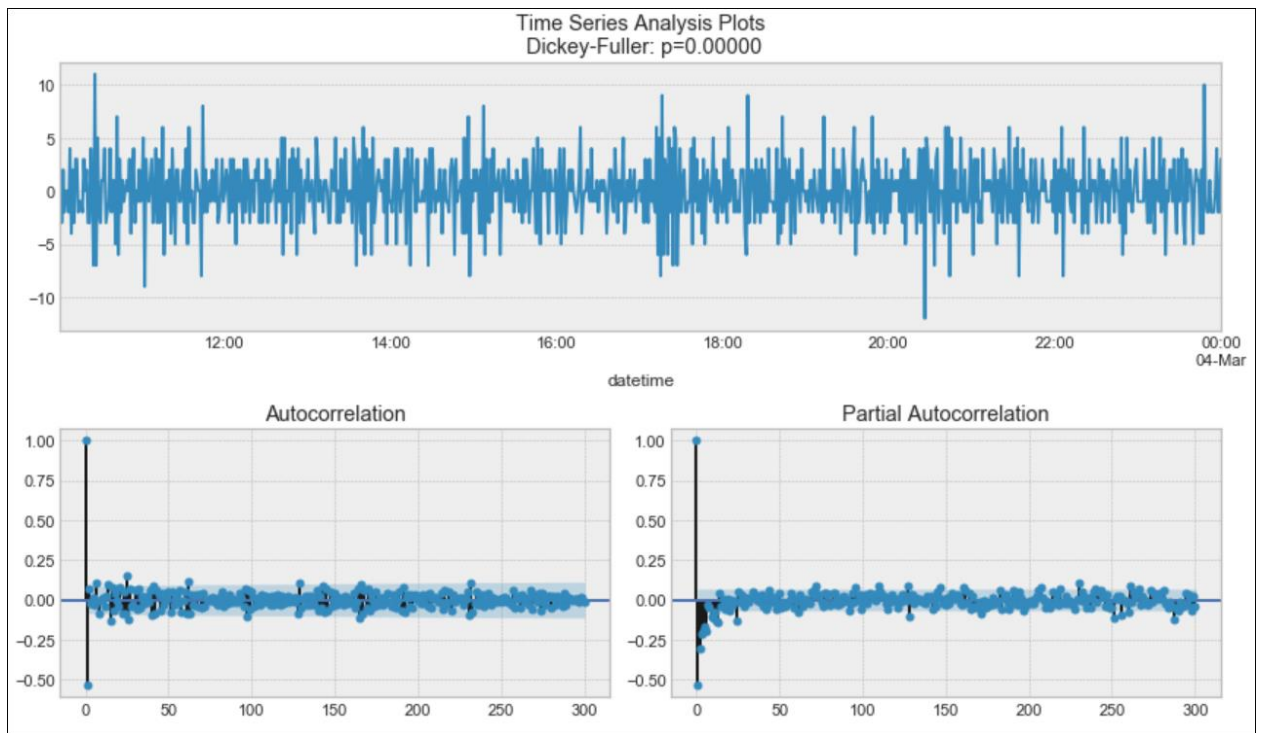 Time Series Analysis Plots
Dickey-Fuller: p=0.00000
10
5
0
−5
−10
12:00 14:00 16:00 18:00 20:00 22:00 00:00
04-Mar
datetime
Autocorrelation
1.00
0.75
0.50
0.25
0.00
−0.25
−0.50
0 50 100 150 200 250 300
Partial Autocorrelation
1.00
0.75
0.50
0.25
0.00
−0.25
−0.50
0 50 100 150 200 250 300